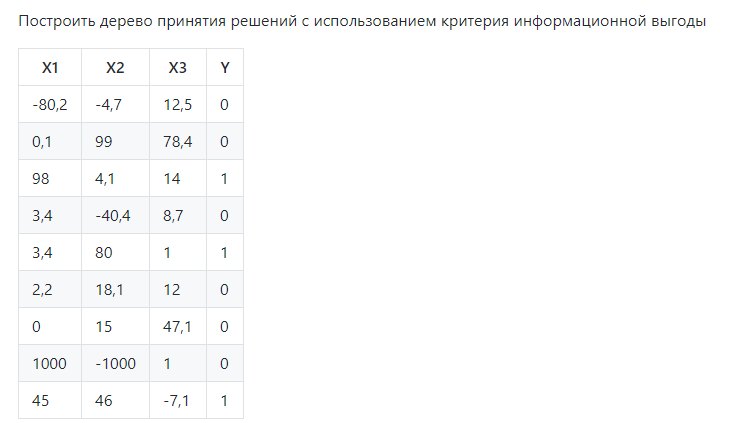 Построить дерево принятия решений с использованием критерия информационной выгоды
X1 X2 X3 Y
-80,2 -4,7 12,5 0
0,1 99 78,4 0
98 4,1 14 1
3,4 -40,4 8,7 0
3,4 80 1 1
2,2 18,1 12 0
0 15 47,1 0
1000 -1000 1 0
45 46 -7,1 1